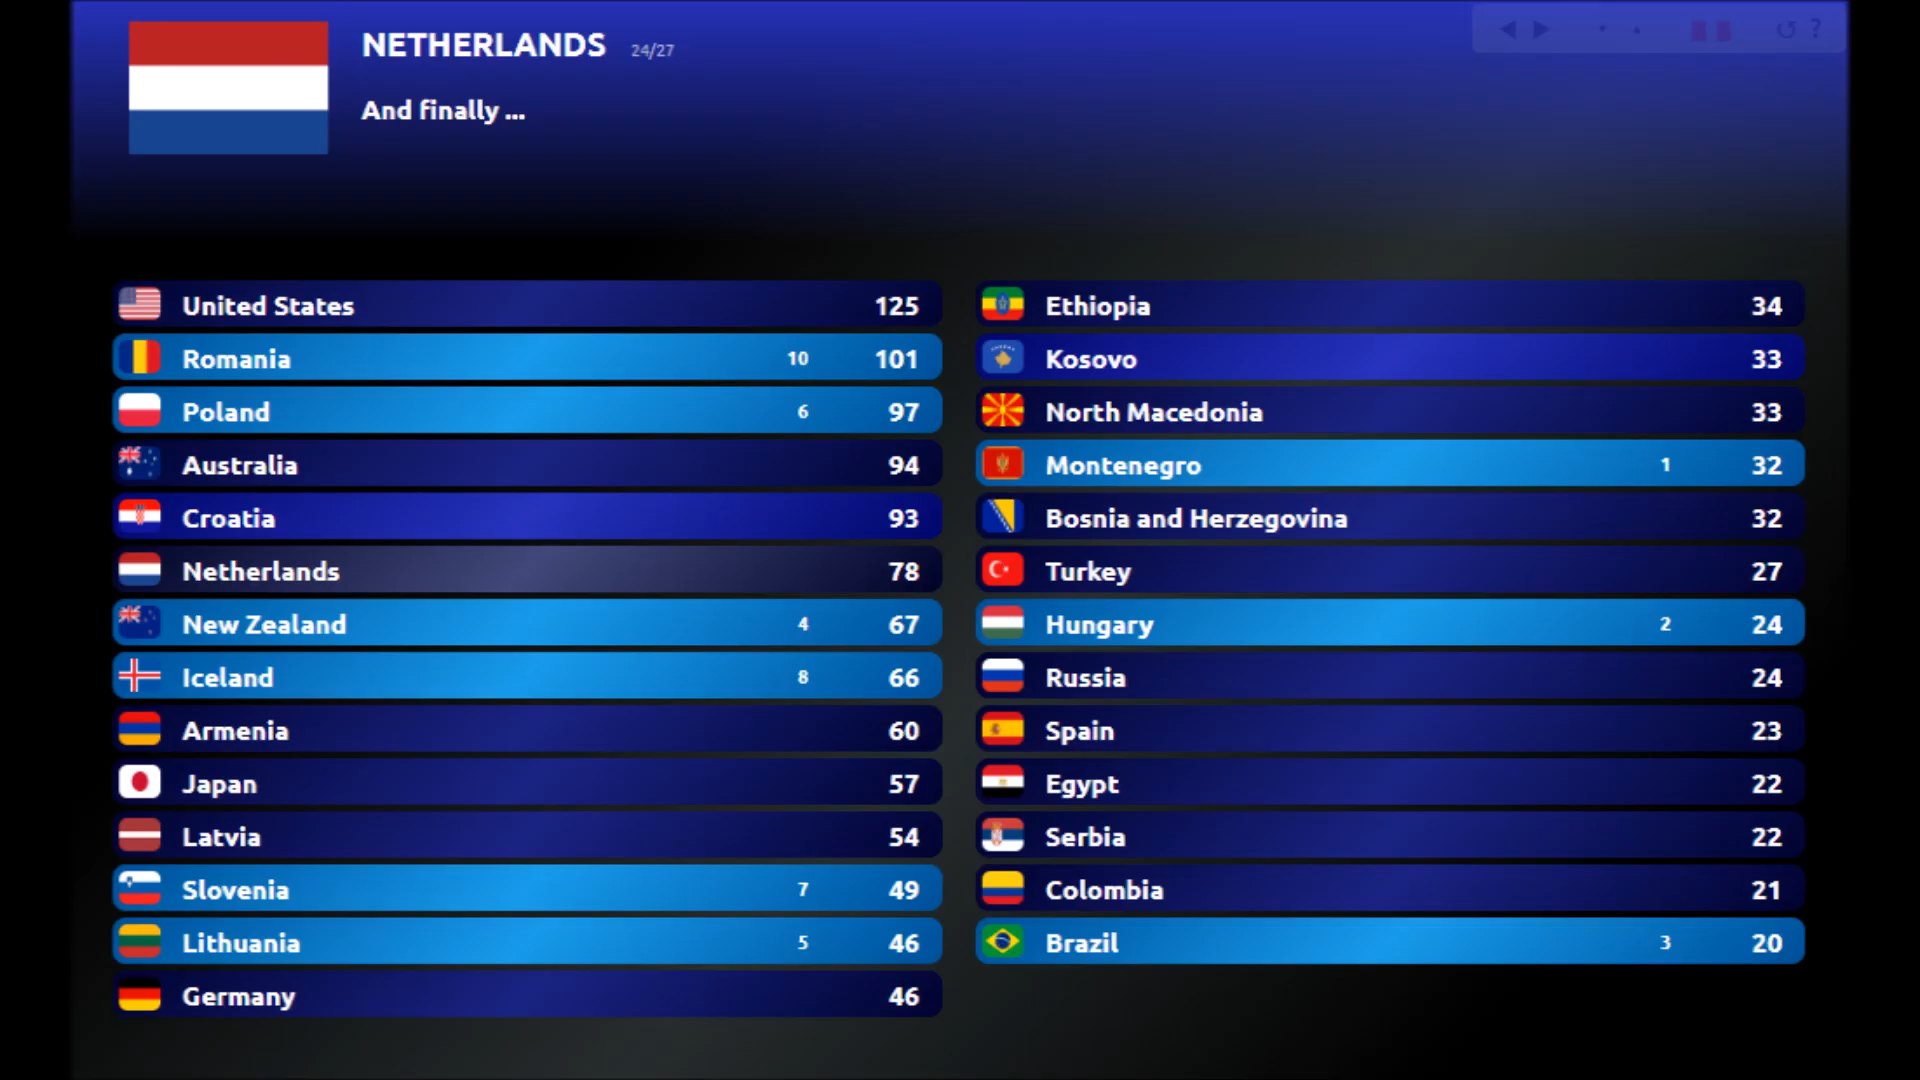 NETHERLANDS 24/27
And finally ...
?
United States 125
Romania 10 101
Poland 6 97
Australia 94
Croatia 93
Netherlands 78
New Zealand 4 67
Iceland 8 66
Armenia 60
Japan 57
Latvia 54
Slovenia 7 49
Lithuania 5 46
Germany 46
Ethiopia 34
Kosovo 33
North Macedonia 33
Montenegro 1 32
Bosnia and Herzegovina 32
Turkey 27
Hungary 2 24
Russia 24
Spain 23
Egypt 22
Serbia 22
Colombia 21
Brazil 3 20